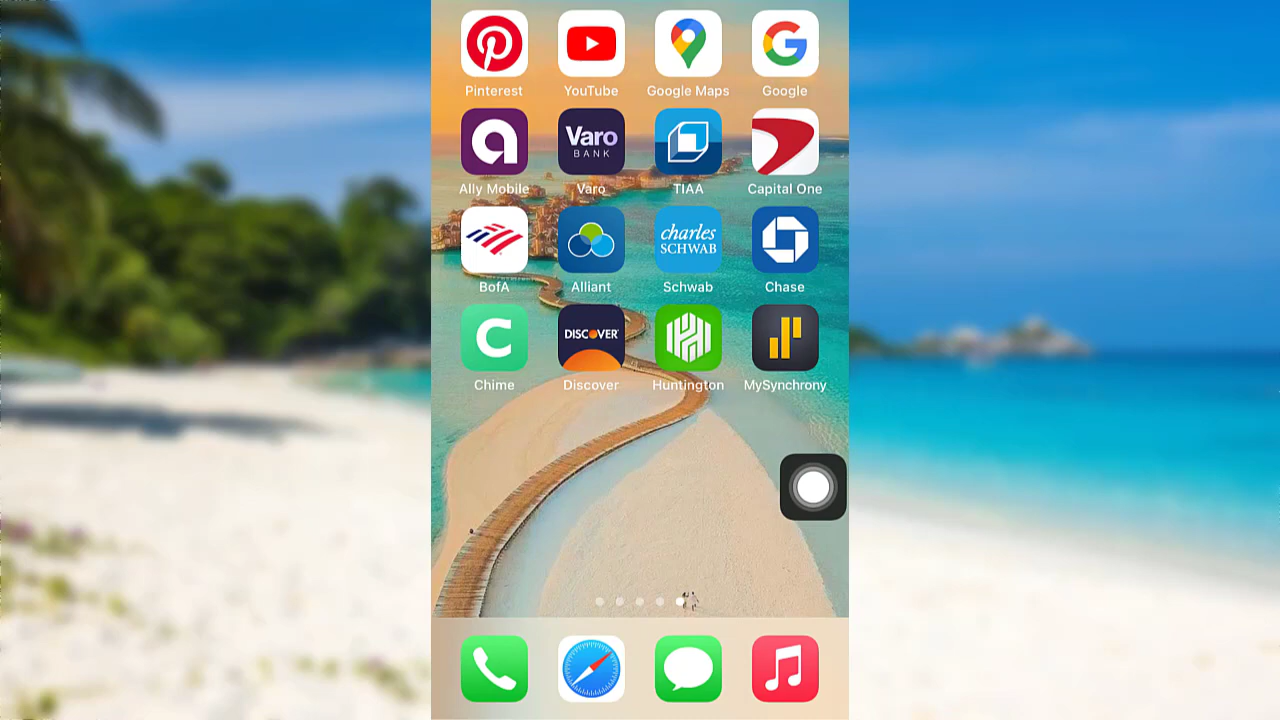 Pinterest YouTube Google Maps Google
Varo
BANK
Ally Mobile Varo TIAA Capital One
charles
SCHWAB
BofA Alliant Schwab Chase
DISCOVER
Chime Discover Huntington MySynchrony